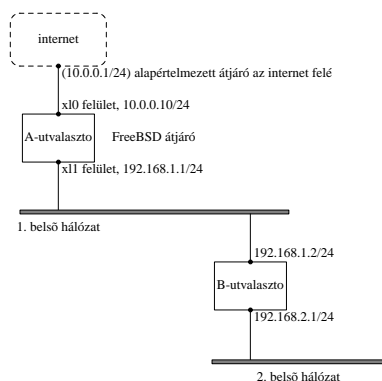 internet
(10.0.0.1/24) alapértelmezett átjáró az internet felé
xl0 felület, 10.0.0.10/24
A-utvalaszto
FreeBSD átjáró
xl1 felület, 192.168.1.1/24
1. belsõ hálózat
192.168.1.2/24
B-utvalaszto
192.168.2.1/24
2. belsõ hálózat